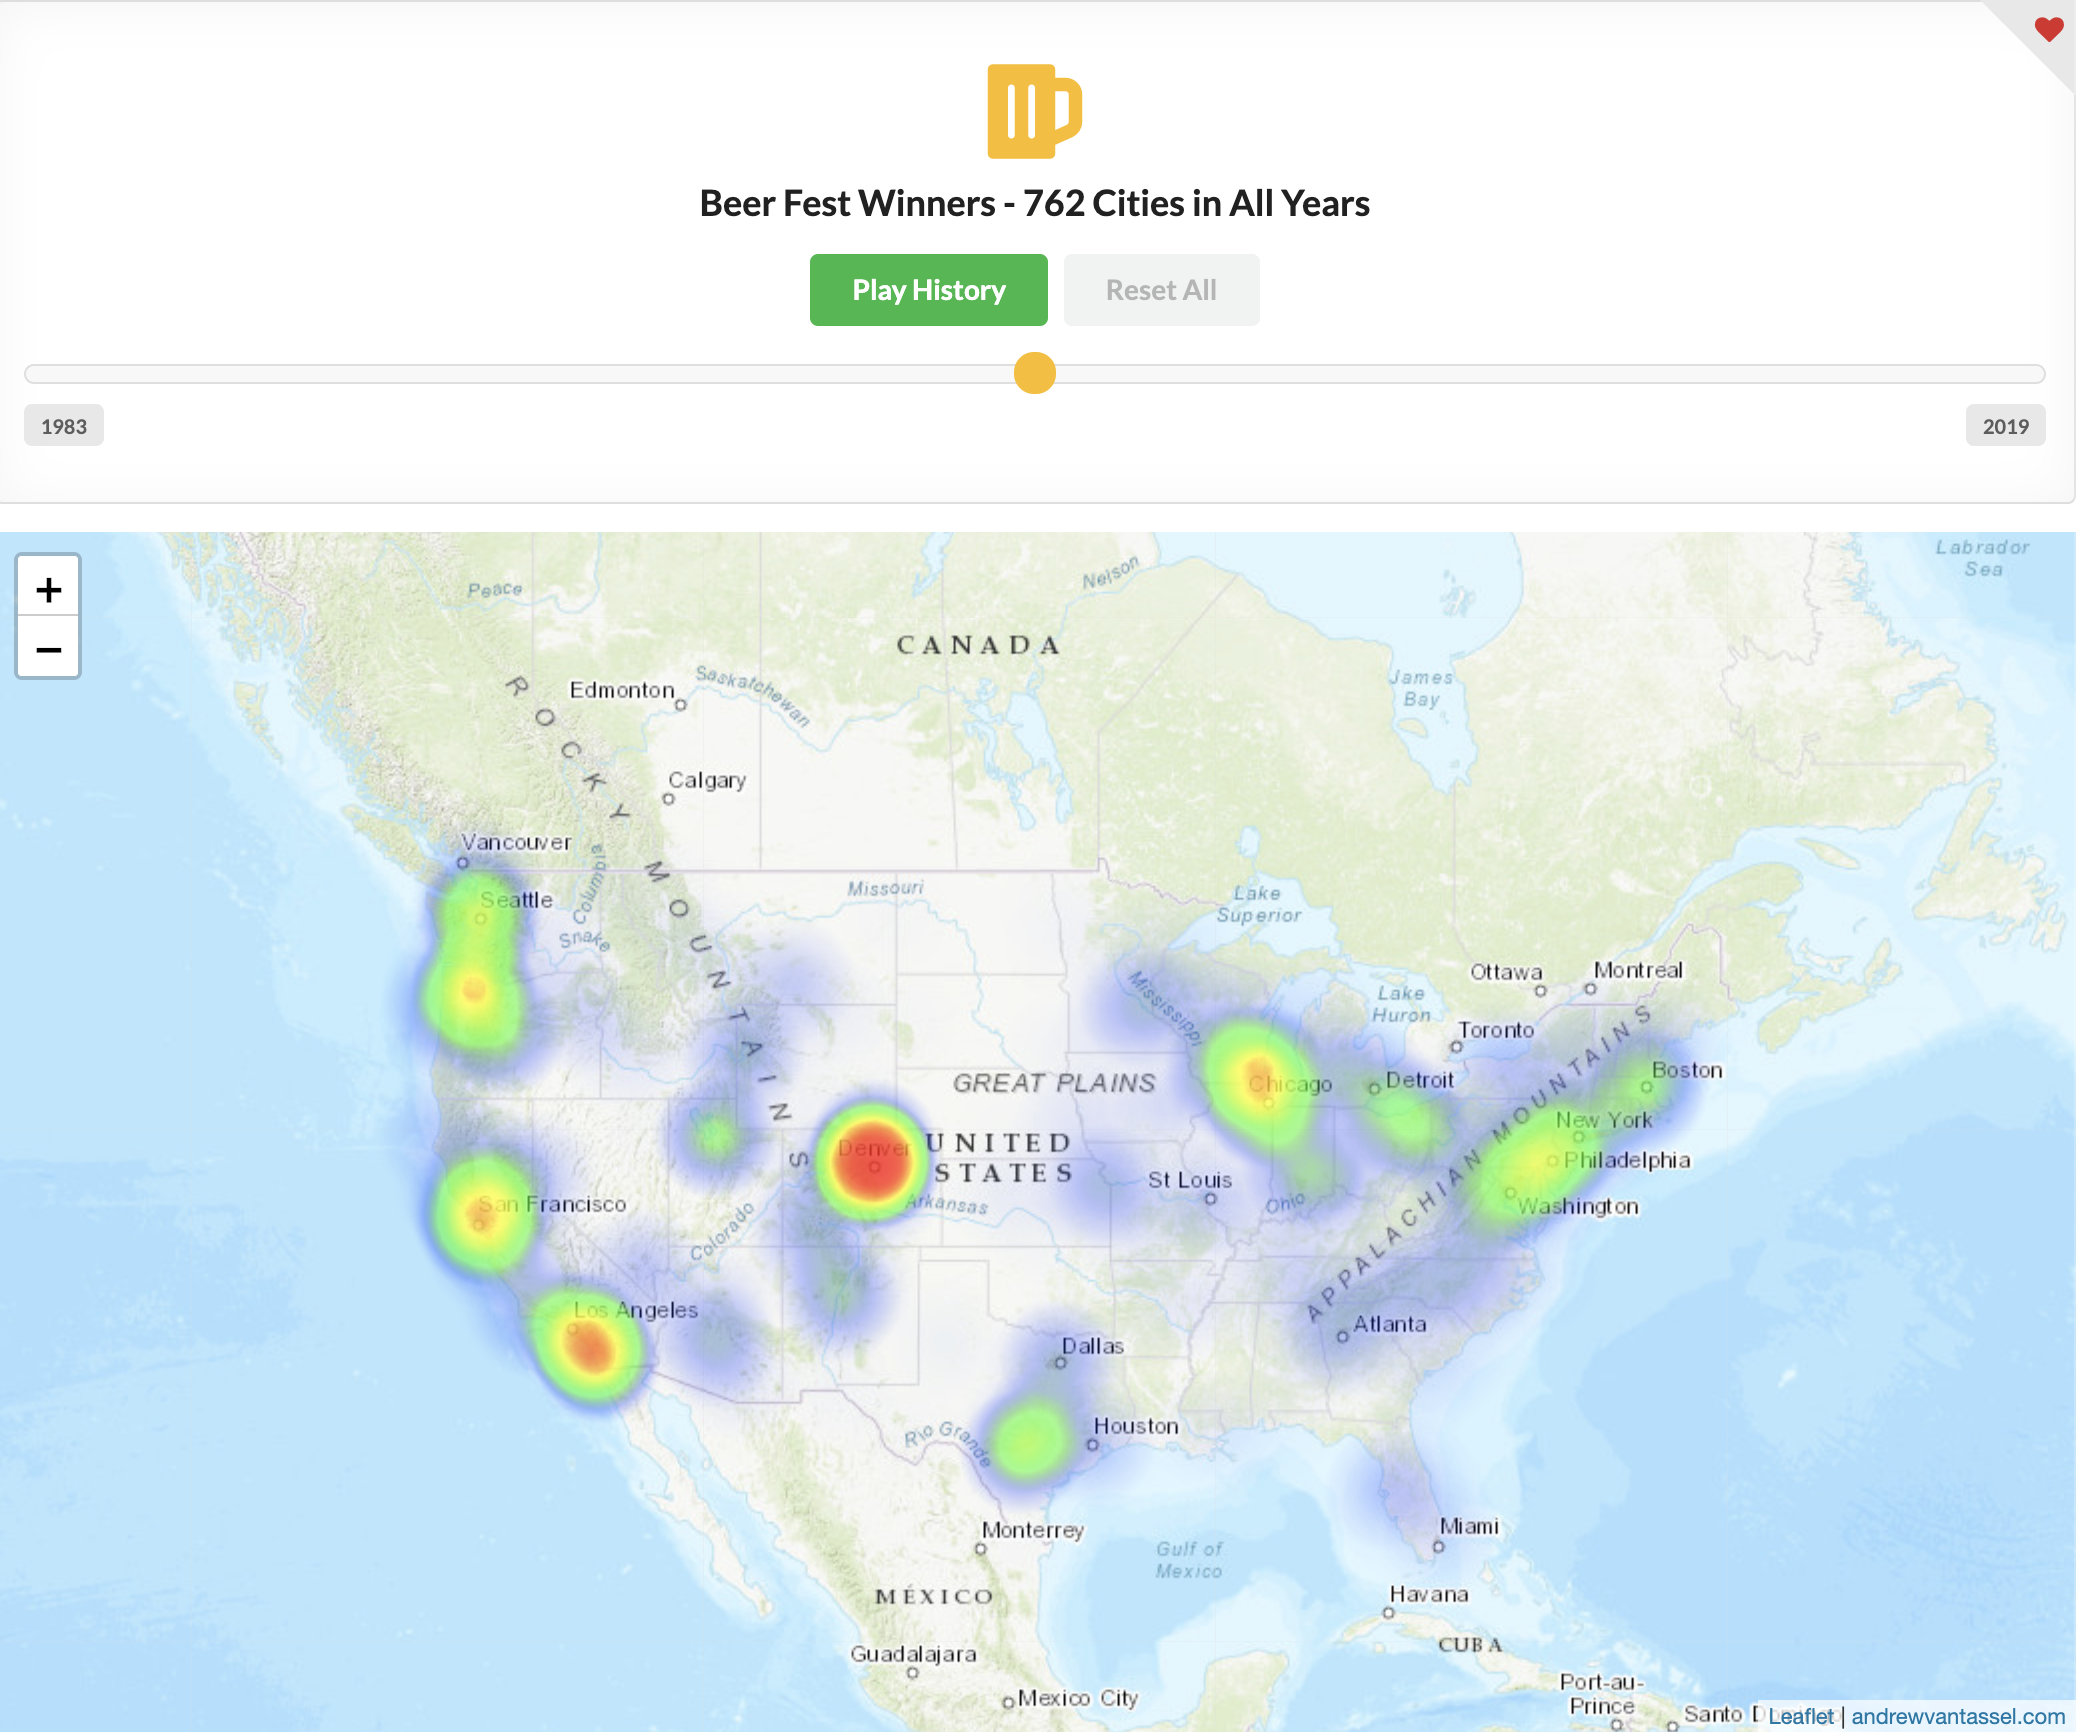 Beer Fest Winners - 762 Cities in All Years
Play History
Reset All
1983
2019
+
−
Labrador
Sea
Peace
Nelson
CANADA
James
Bay
Edmonton
Saskatchewan
ROCKY MOUNTAINS
Calgary
Vancouver
Columbia
Seattle
Snake
Missouri
Lake
Superior
Mississippi
Ottawa
Montreal
Lake
Huron
Toronto
Boston
GREAT PLAINS
Chicago
Detroit
APPALACHIAN MOUNTAINS
New York
Denver
UNITED
STATES
Philadelphia
St Louis
Ohio
Washington
Arkansas
San Francisco
Colorado
Los Angeles
Atlanta
Dallas
Houston
Rio Grande
Monterrey
Miami
Gulf of
Mexico
MÉXICO
Havana
CUBA
Guadalajara
Mexico City
Port-au-
Prince
Santo
Leaflet | andrewvantassel.com